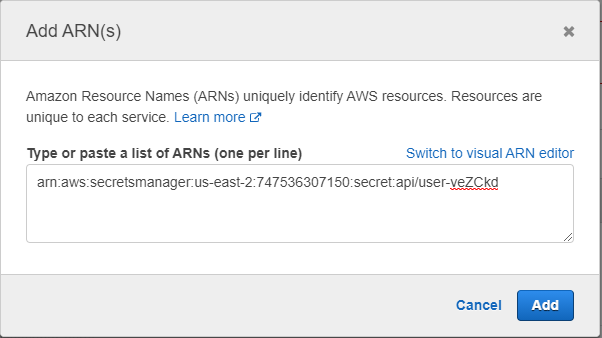 Add ARN(s)
Amazon Resource Names (ARNs) uniquely identify AWS resources. Resources are
unique to each service. Learn more
Type or paste a list of ARNs (one per line)
Switch to visual ARN editor
arn:aws:secretsmanager:us-east-2:747536307150:secret:api/user-veZCkd
Cancel
Add